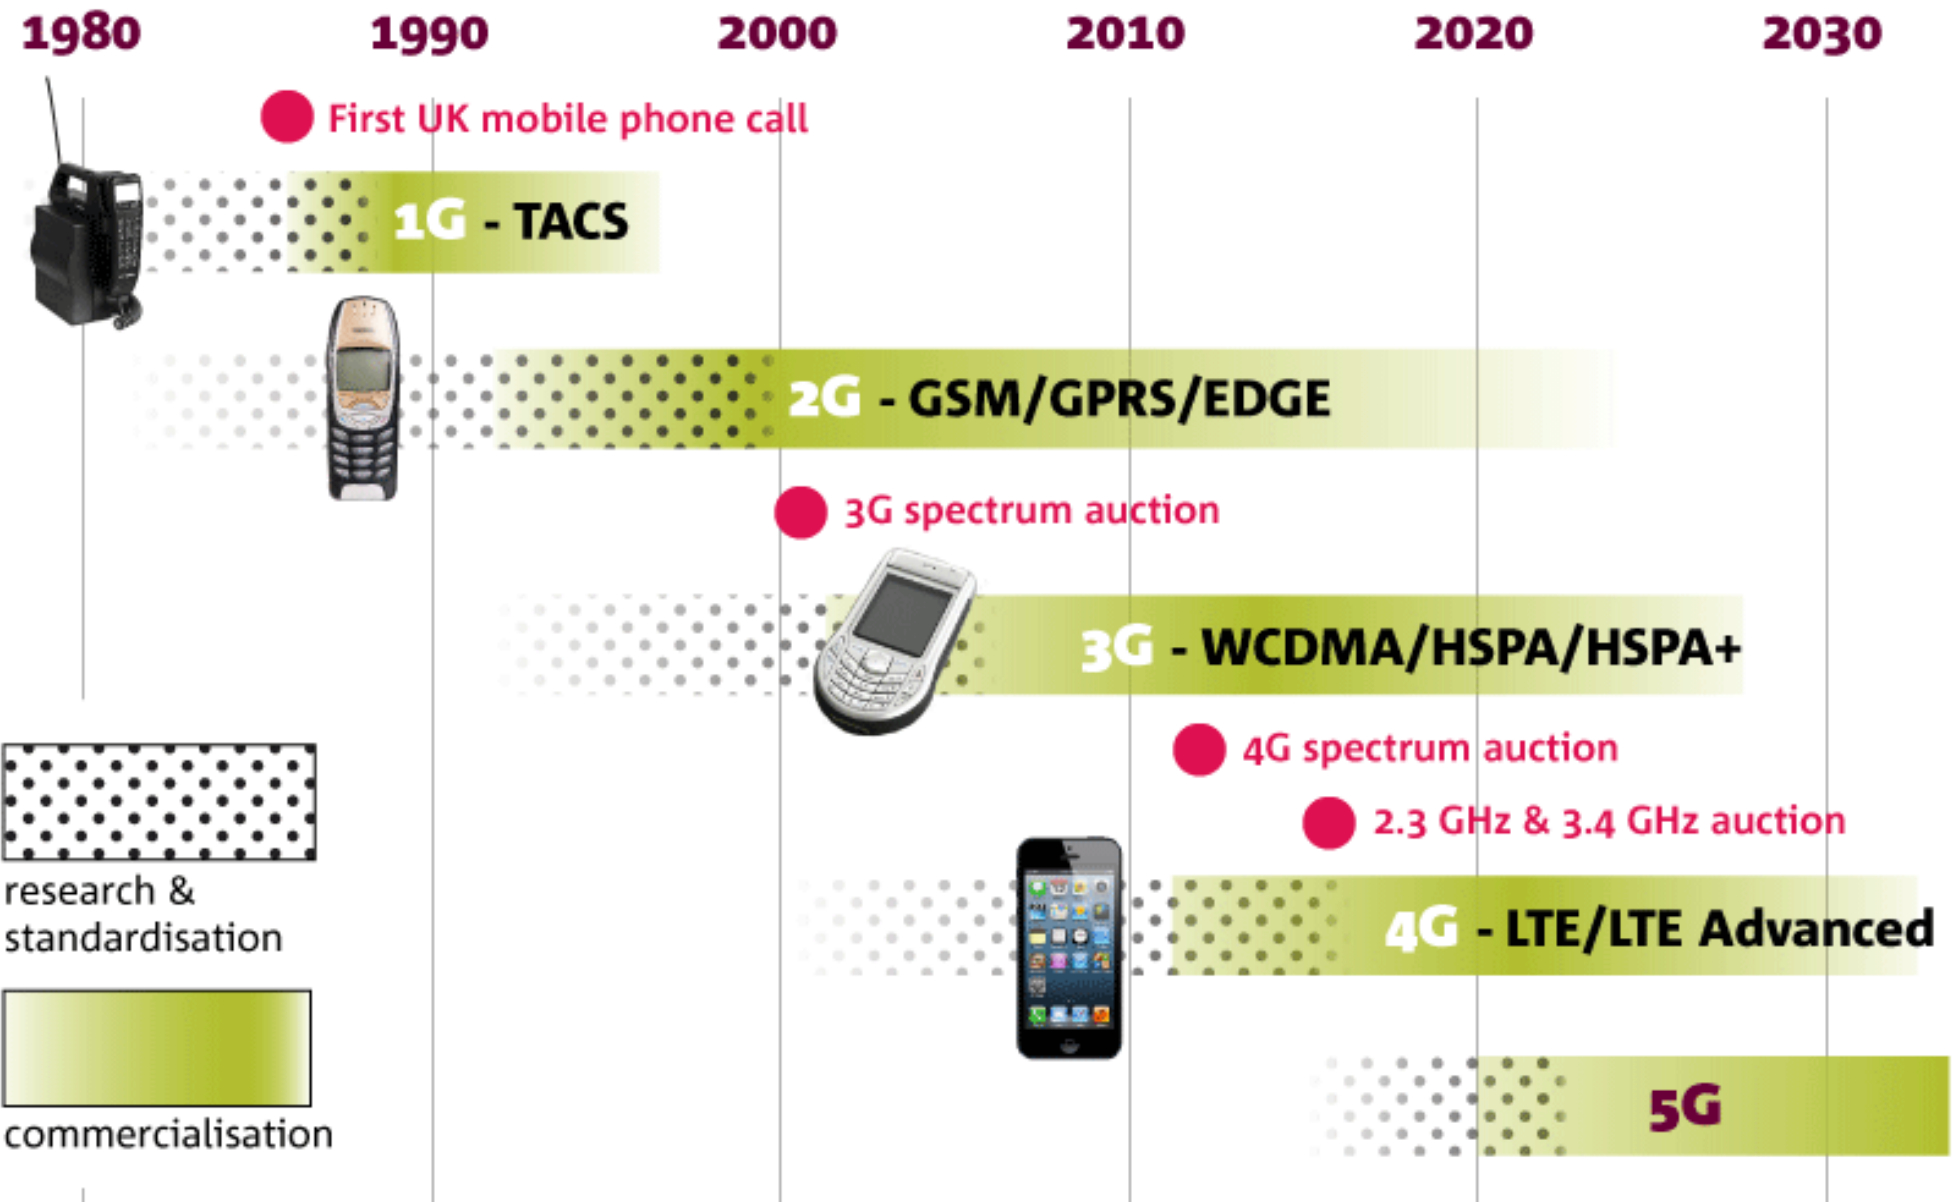 1980 1990 2000 2010 2020 2030
First UK mobile phone call
1G - TACS
2G - GSM/GPRS/EDGE
3G spectrum auction
3G - WCDMA/HSPA/HSPA+
4G spectrum auction
2.3 GHz & 3.4 GHz auction
research &
standardisation
4G - LTE/LTE Advanced
commercialisation
5G